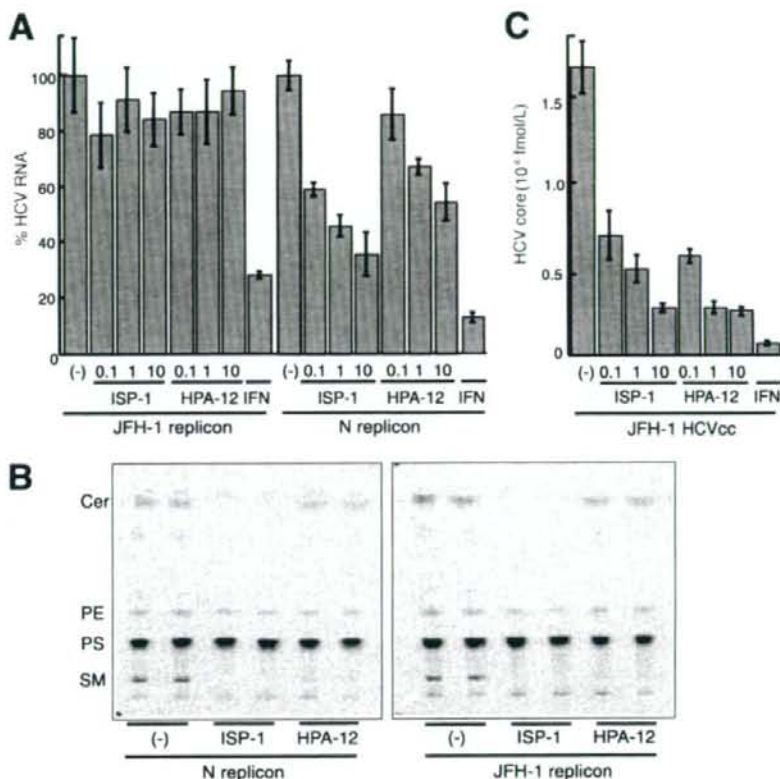 A
% HCV RNA
100
80
60
40
20
0
(-) 0.1 1 10 0.1 1 10 (-) 0.1 1 10 0.1 1 10
ISP-1 HPA-12 IFN ISP-1 HPA-12 IFN
JFH-1 replicon N replicon
C
HCV core (10⁴ fmol/L)
1.5
1.0
0.5
0
(-) 0.1 1 10 0.1 1 10
ISP-1 HPA-12 IFN
JFH-1 HCVcc
B
Cer
PE
PS
SM
(-) ISP-1 HPA-12 (-) ISP-1 HPA-12
N replicon JFH-1 replicon